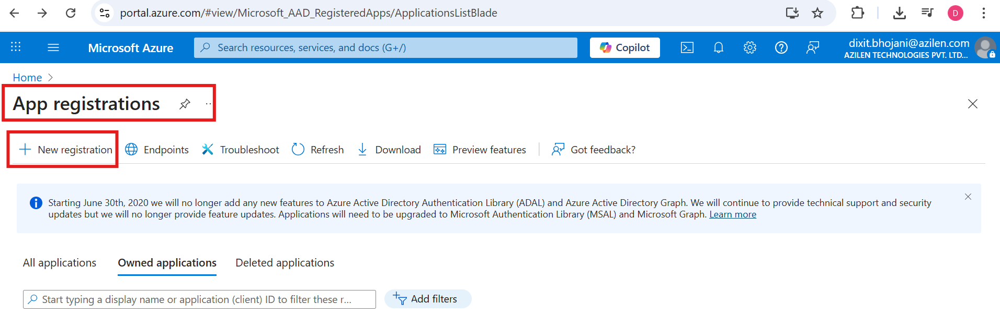 portal.azure.com/#view/Microsoft_AAD_RegisteredApps/ApplicationsListBlade
D
Microsoft Azure
Search resources, services, and docs (G+/)
Copilot
dixit.bhojani@azilen.com
AZILEN TECHNOLOGIES PVT. LTD...
Home
App registrations
New registration
Endpoints
Troubleshoot
Refresh
Download
Preview features
Got feedback?
Starting June 30th, 2020 we will no longer add any new features to Azure Active Directory Authentication Library (ADAL) and Azure Active Directory Graph. We will continue to provide technical support and security
updates but we will no longer provide feature updates. Applications will need to be upgraded to Microsoft Authentication Library (MSAL) and Microsoft Graph. Learn more
All applications
Owned applications
Deleted applications
Start typing a display name or application (client) ID to filter these r...
Add filters